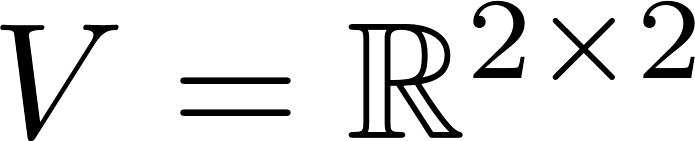 V = ℝ^{2×2}